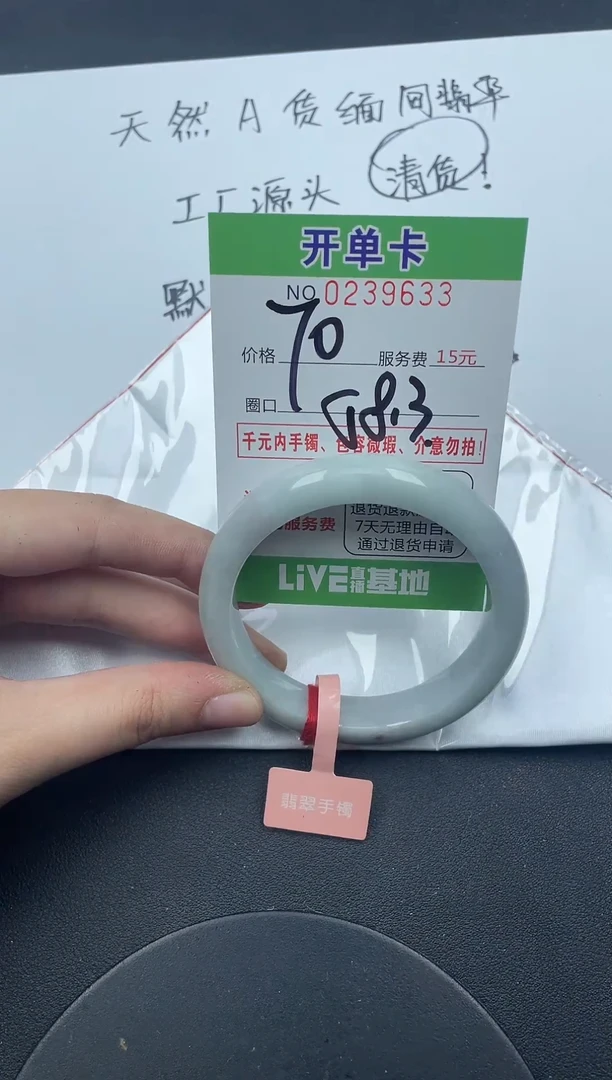 天然A货缅甸翡翠
工厂源头 清货!
默
开单卡
NO 0239633
价格 70 服务费 15元
圈口 58.3
千元内手镯、包容微瑕、介意勿拍!
服务费
退货退款
7天无理由自
通过退货申请
LiVE直播基地
翡翠手镯